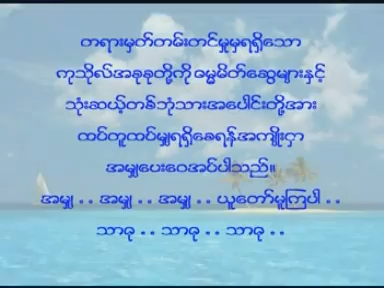 တရားမှတ်တမ်းတင်မှုမှရရှိသော
ကုသိုလ်အစုစုတို့ကိုဓမ္မမိတ်ဆွေများနှင့်
သုံးဆယ့်တစ်ဘုံသားအပေါင်းတို့အား
ထပ်တူထပ်မျှရရှိစေရန်အကျိုးငှာ
အမျှပေးဝေအပ်ပါသည်။
အမျှ . . အမျှ . . အမျှ . . ယူတော်မူကြပါ . .
သာဓု . . သာဓု . . သာဓု . .